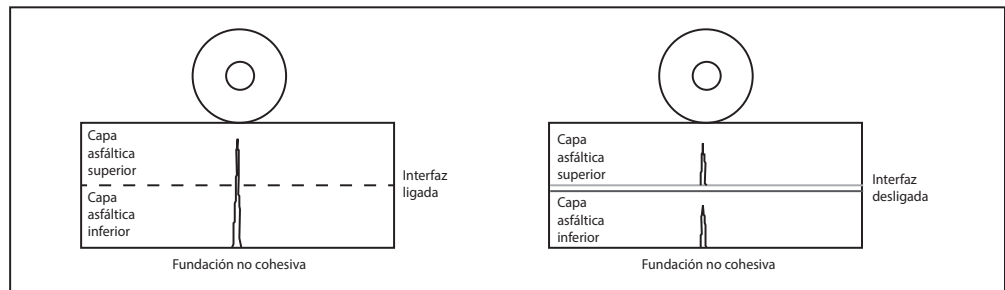 Capa
asfáltica
superior
Capa
asfáltica
inferior
Interfaz
ligada
Fundación no cohesiva
Capa
asfáltica
superior
Capa
asfáltica
inferior
Interfaz
desligada
Fundación no cohesiva